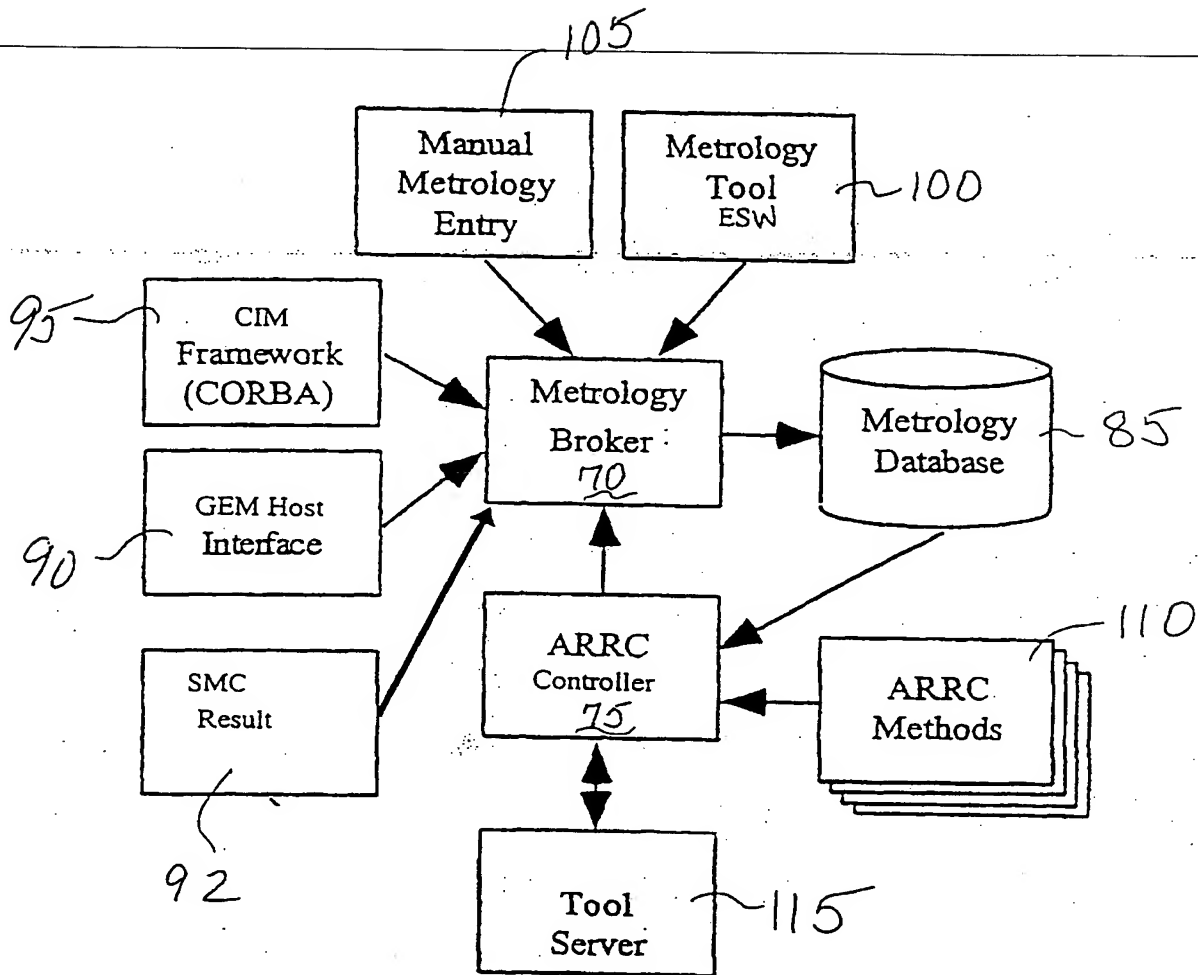 105
Manual
Metrology
Entry
Metrology
Tool
ESW
100
95
CIM
Framework
(CORBA)
Metrology
Broker
70
Metrology
Database
85
GEM Host
Interface
90
SMC
Result
92
ARRC
Controller
75
110
ARRC
Methods
Tool
Server
115